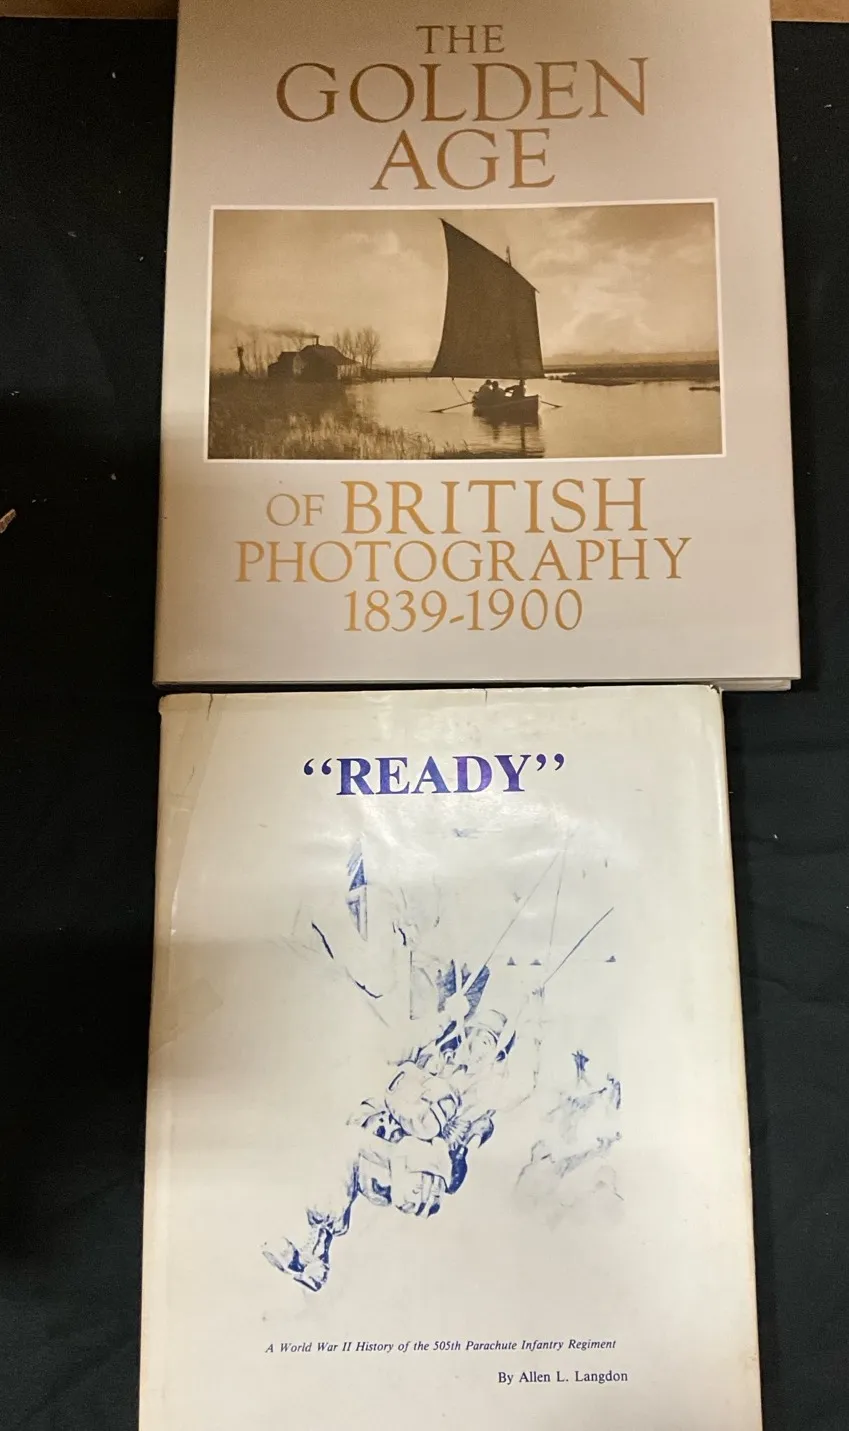 THE
GOLDEN
AGE
OF BRITISH
PHOTOGRAPHY
1839-1900
“READY”
A World War II History of the 505th Parachute Infantry Regiment
By Allen L. Langdon